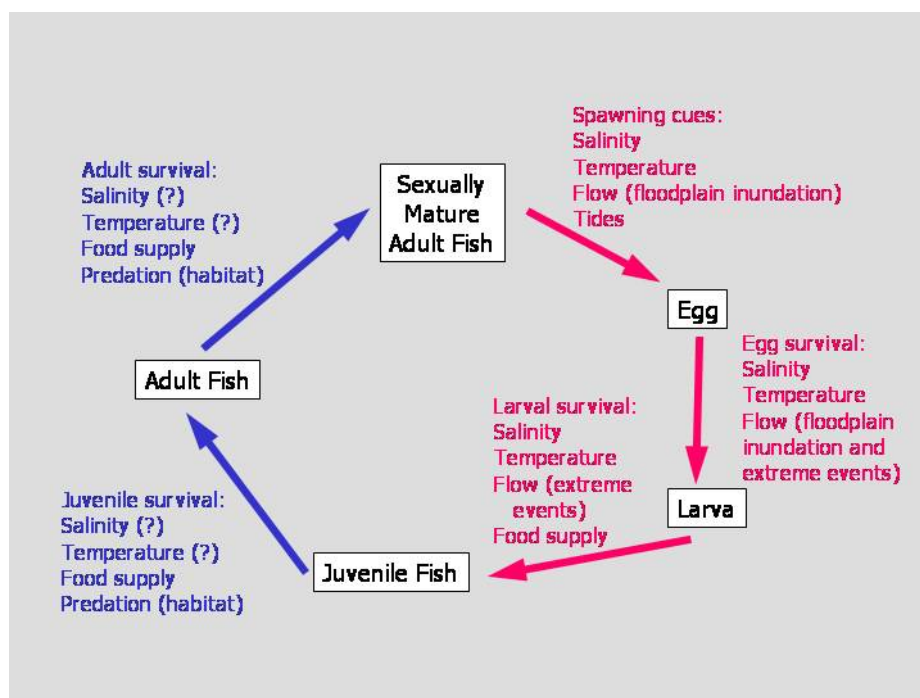 Spawning cues:
Salinity
Temperature
Flow (floodplain inundation)
Tides
Adult survival:
Salinity (?)
Temperature (?)
Food supply
Predation (habitat)
Sexually
Mature
Adult Fish
Egg
Egg survival:
Salinity
Temperature
Flow (floodplain
inundation and
extreme events)
Adult Fish
Larval survival:
Salinity
Temperature
Flow (extreme
events)
Food supply
Larva
Juvenile survival:
Salinity (?)
Temperature (?)
Food supply
Predation (habitat)
Juvenile Fish